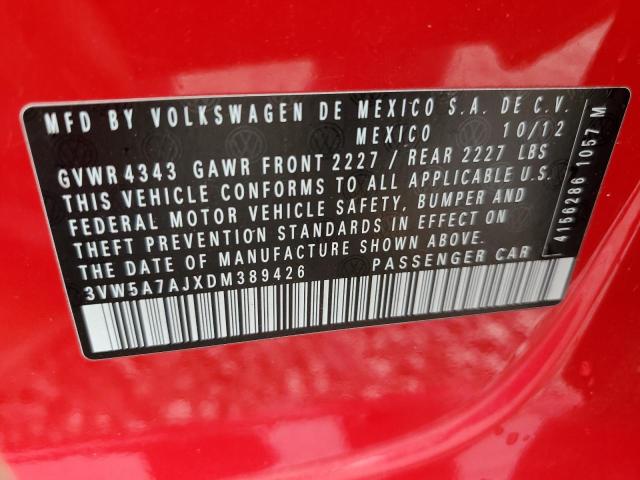 MFD BY VOLKSWAGEN DE MEXICO S.A. DE C.V.
MEXICO 10/12
GVWR 4343 GAWR FRONT 2227 / REAR 2227 LBS
THIS VEHICLE CONFORMS TO ALL APPLICABLE U.S.
FEDERAL MOTOR VEHICLE SAFETY, BUMPER AND
THEFT PREVENTION STANDARDS IN EFFECT ON
THE DATE OF MANUFACTURE SHOWN ABOVE.
3VW5A7AJXDM389426 PASSENGER CAR
4156286 1057 M